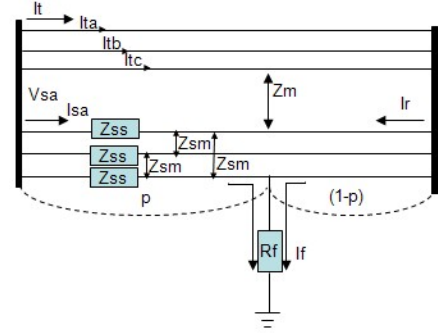 It
Ita
Itb
Itc
Zm
Vsa
Isa
Ir
Zss
Zsm
Zss
Zsm
Zsm
Zss
p
(1-p)
Rf
If